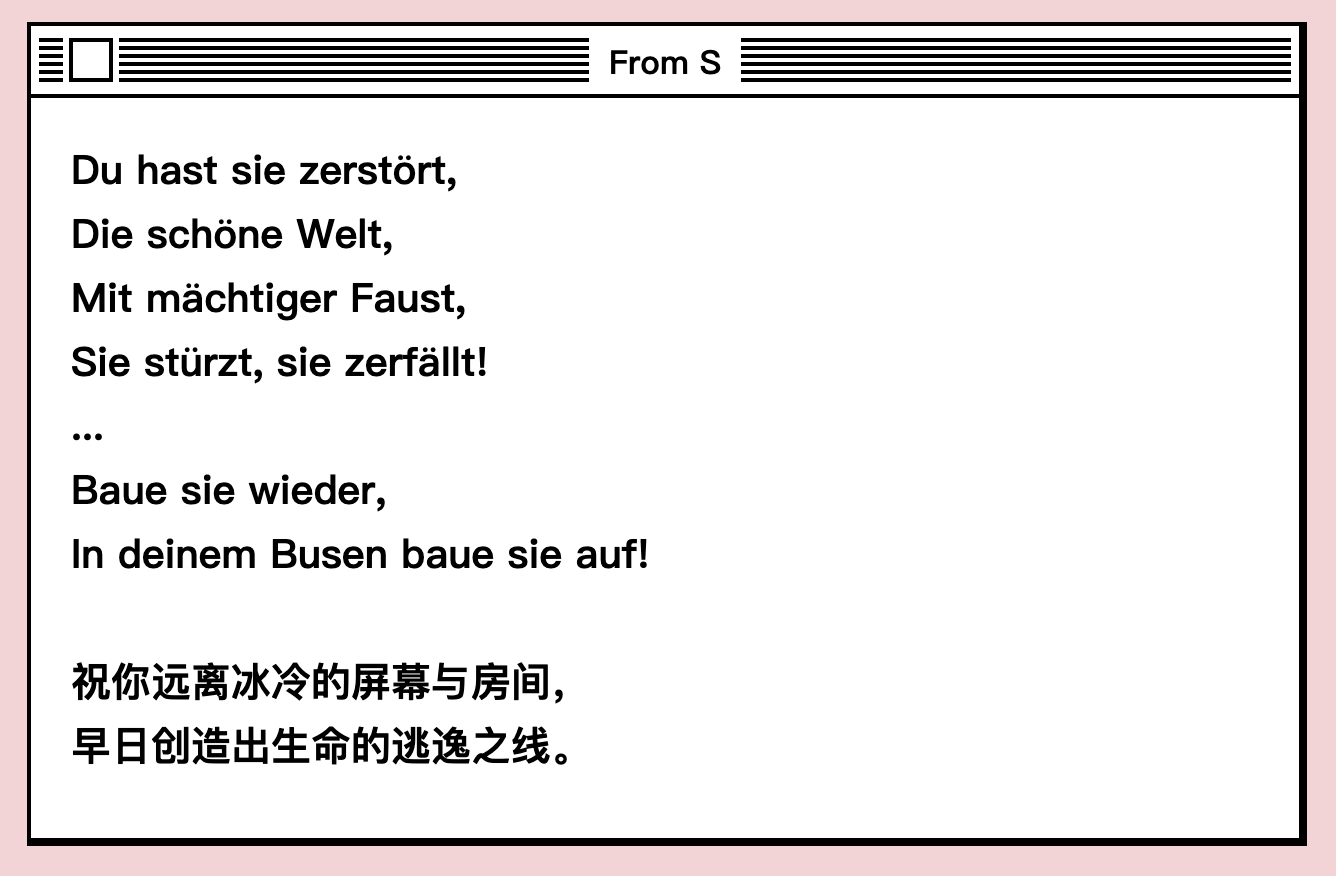 From S
Du hast sie zerstört,
Die schöne Welt,
Mit mächtiger Faust,
Sie stürzt, sie zerfällt!
...
Baue sie wieder,
In deinem Busen baue sie auf!
祝你远离冰冷的屏幕与房间，
早日创造出生命的逃逸之线。